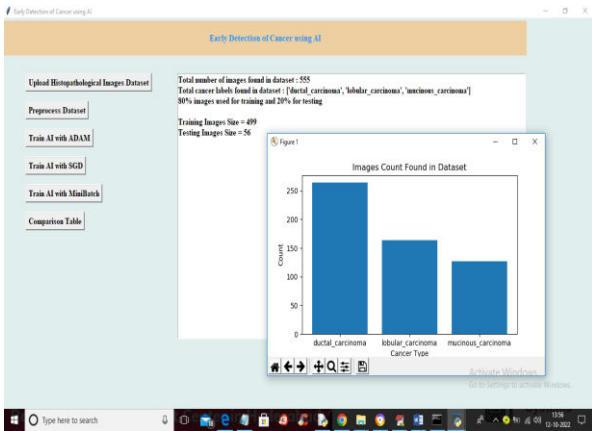 Early Detection of Cancer using AI
Early Detection of Cancer using AI
Upload Histopathological Images Dataset
Preprocess Dataset
Train AI with ADAM
Train AI with SGD
Train AI with MiniBatch
Comparison Table
Total number of images found in dataset : 555
Total cancer labels found in dataset : ['ductal_carcinoma', 'lobular_carcinoma', 'mucinous_carcinoma']
80% images used for training and 20% for testing
Training Images Size = 499
Testing Images Size = 56
Figure 1
Images Count Found in Dataset
250
200
150
100
50
0
Count
ductal_carcinoma lobular_carcinoma mucinous_carcinoma
Cancer Type
Activate Windows
Go to Settings to activate Windows.
Type here to search
13:56
12-10-2022